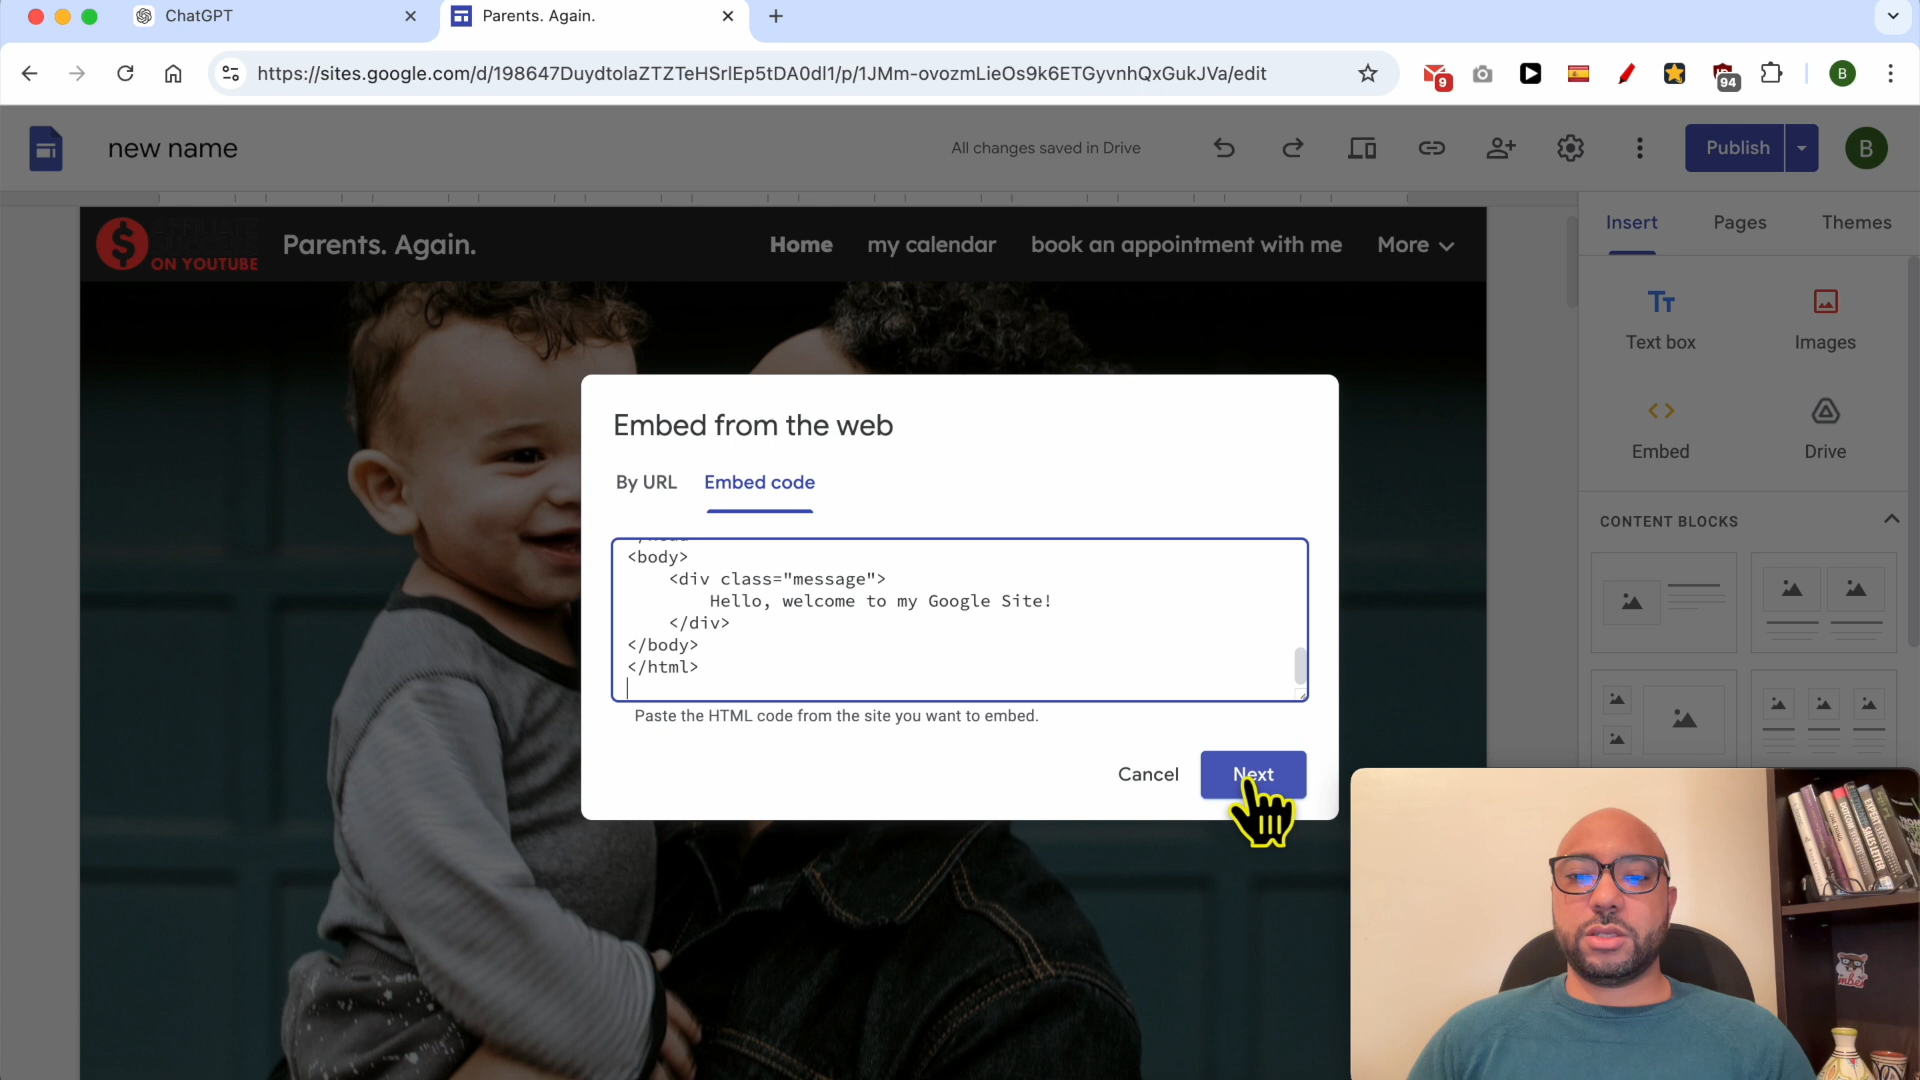 ChatGPT
Parents. Again.
https://sites.google.com/d/198647DuydtolaZTZTeHSrlEp5tDA0dl1/p/1JMm-ovozmLieOs9k6ETGyvnhQxGukJVa/edit
9
94
B
new name
All changes saved in Drive
Publish
B
AFFILIATE
ON YOUTUBE
Parents. Again.
Home
my calendar
book an appointment with me
More
Insert
Pages
Themes
Text box
Images
Embed
Drive
CONTENT BLOCKS
Embed from the web
By URL
Embed code
<body>
<div class="message">
Hello, welcome to my Google Site!
</div>
</body>
</html>
Paste the HTML code from the site you want to embed.
Cancel
Next
EXPERT SECRETS